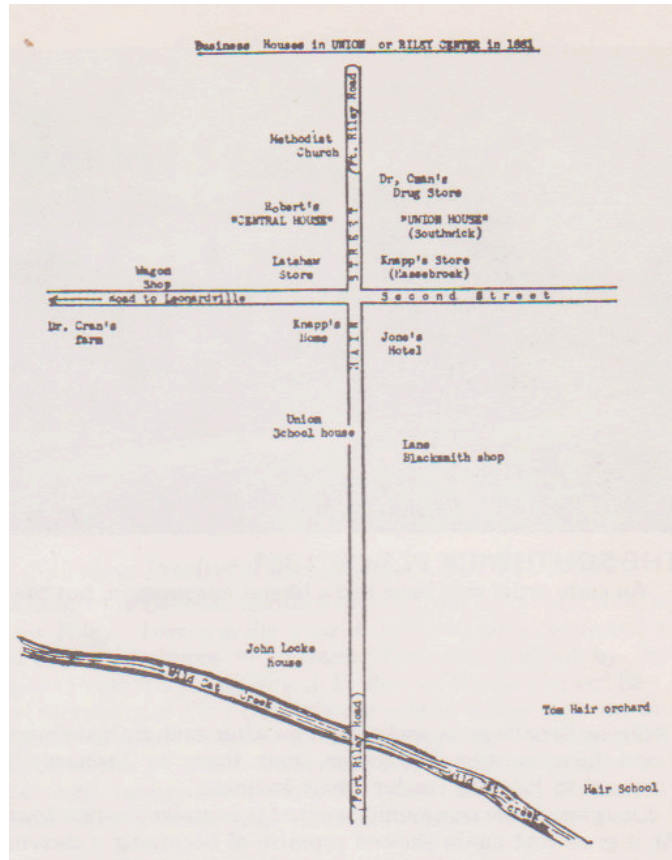 Business Houses in UNION or RILEY CENTER in 1881
(Ft. Riley Road)
Methodist
Church
Dr, Cman's
Drug Store
Robert's
"CENTRAL HOUSE"
"UNION HOUSE"
(Southwick)
Latshaw
Store
Knapp's Store
(Hassebroek)
Wagon
Shop
MAIN STREET
Road to Leonardville
Second Street
Dr. Cran's
farm
Knapp's
Home
Jone's
Hotel
Union
School house
Lane
Blacksmith shop
John Locke
House
Wild Cat Creek
Tom Hair orchard
(Fort Riley Road)
Wild Cat
Creek
Hair School